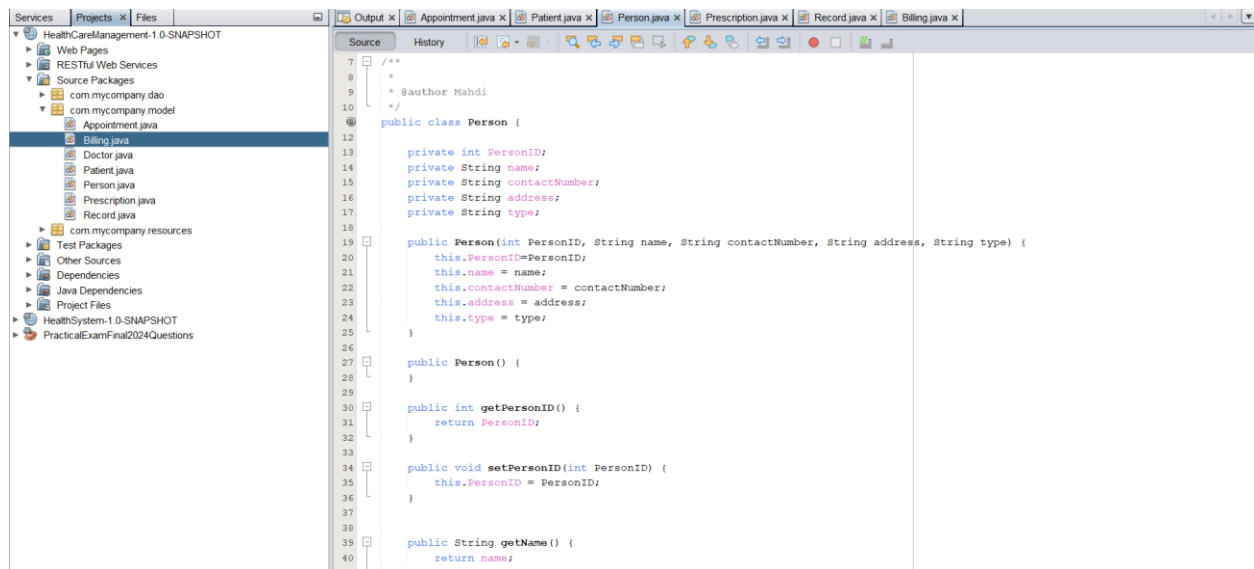 Services Projects × Files
HealthCareManagement-1.0-SNAPSHOT
Web Pages
RESTful Web Services
Source Packages
com.mycompany.dao
com.mycompany.model
Appointment.java
Billing.java
Doctor.java
Patient.java
Person.java
Prescription.java
Record.java
com.mycompany.resources
Test Packages
Other Sources
Dependencies
Java Dependencies
Project Files
HealthSystem-1.0-SNAPSHOT
PracticalExamFinal2024Questions
Output × Appointment.java × Patient.java × Person.java × Prescription.java × Record.java × Billing.java ×
Source History
7 /**
8 *
9 * @author Mahdi
10 */
public class Person {
12
13 private int PersonID;
14 private String name;
15 private String contactNumber;
16 private String address;
17 private String type;
18
19 public Person(int PersonID, String name, String contactNumber, String address, String type) {
20 this.PersonID=PersonID;
21 this.name = name;
22 this.contactNumber = contactNumber;
23 this.address = address;
24 this.type = type;
25 }
26
27 public Person() {
28 }
29
30 public int getPersonID() {
31 return PersonID;
32 }
33
34 public void setPersonID(int PersonID) {
35 this.PersonID = PersonID;
36 }
37
38
39 public String getName() {
40 return name;